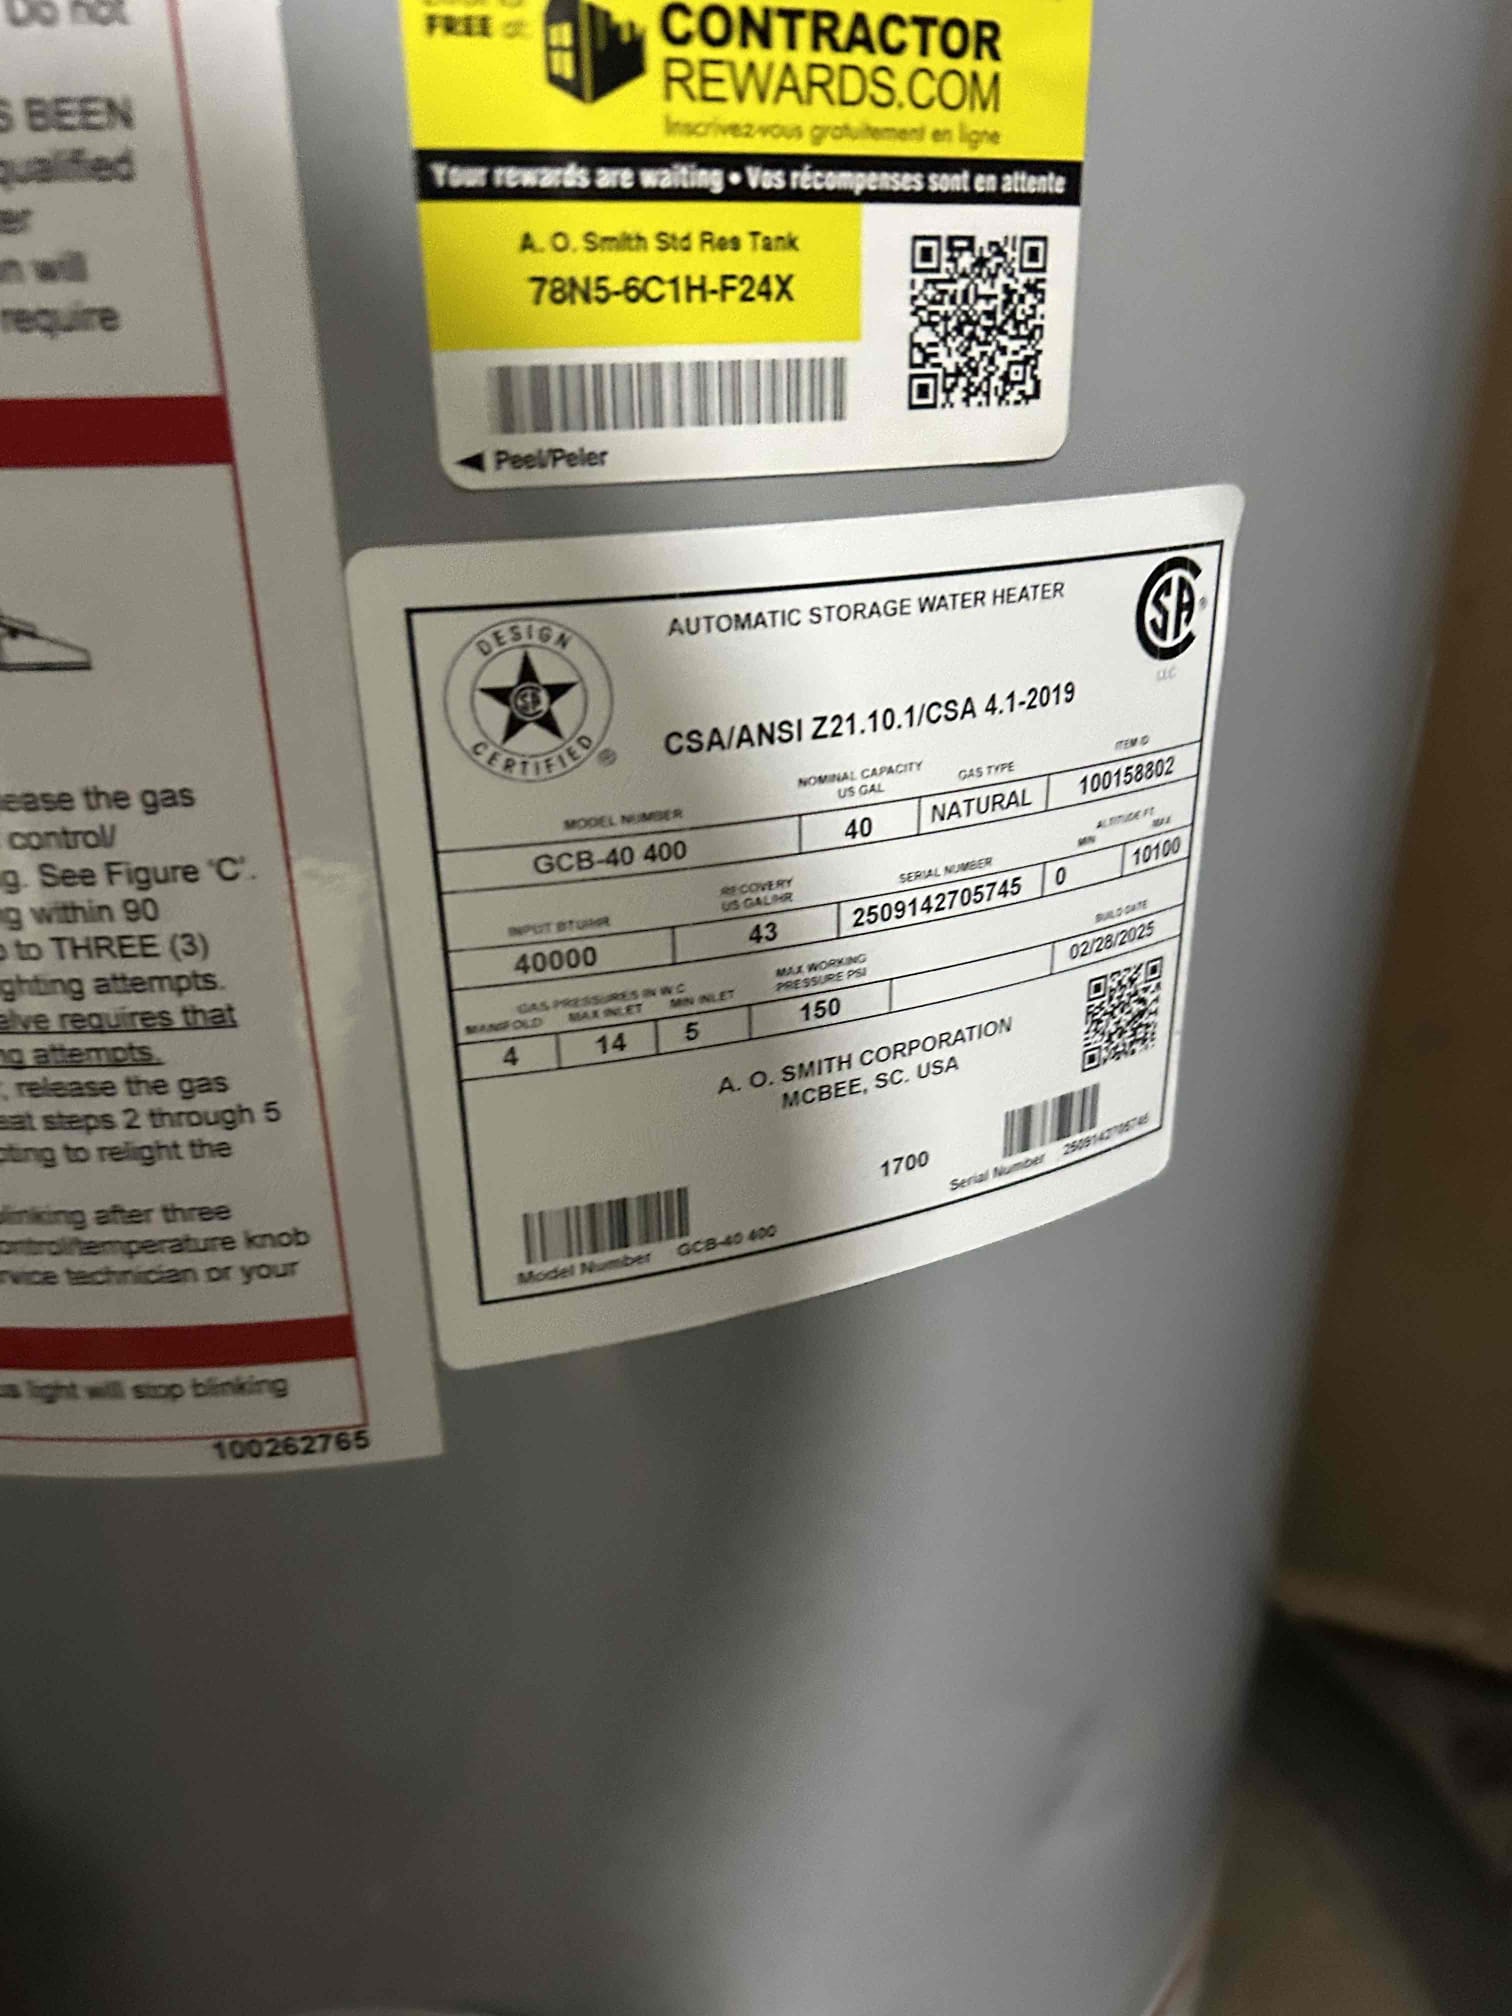 Do not
S BEEN
qualified
er
n will
require
ease the gas
control/
g. See Figure 'C'.
g within 90
to THREE (3)
ghting attempts.
alve requires that
ng attempts.
, release the gas
eat steps 2 through 5
pting to relight the
linking after three
ontrol/temperature knob
rvice technician or your
us light will stop blinking
100262765
FREE at:
CONTRACTOR
REWARDS.COM
Inscrivez-vous gratuitement en ligne
Your rewards are waiting • Vos récompenses sont en attente
A. O. Smith Std Res Tank
78N5-6C1H-F24X
Peel/Peler
DESIGN
CERTIFIED
AUTOMATIC STORAGE WATER HEATER
LLC
CSA/ANSI Z21.10.1/CSA 4.1-2019
MODEL NUMBER NOMINAL CAPACITY US GAL GAS TYPE ITEM ID
GCB-40 400 40 NATURAL 100158802
INPUT BTU/HR RECOVERY US GAL/HR SERIAL NUMBER ALTITUDE FT. MIN MAX
40000 43 2509142705745 0 10100
GAS PRESSURES IN W.C. MAX WORKING BUILD DATE
MANIFOLD MAX INLET MIN INLET PRESSURE PSI
4 14 5 150 02/28/2025
A. O. SMITH CORPORATION
MCBEE, SC. USA
1700
Serial Number 2509142705745
Model Number GCB-40 400